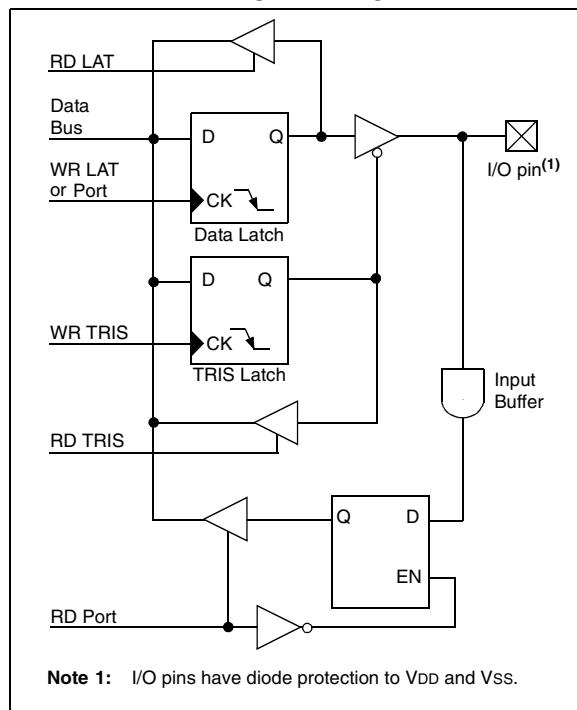 RD LAT
Data
Bus
D Q
WR LAT
or Port
CK
Data Latch
I/O pin(1)
D Q
WR TRIS
CK
TRIS Latch
Input
Buffer
RD TRIS
Q D
EN
RD Port
Note 1: I/O pins have diode protection to VDD and VSS.